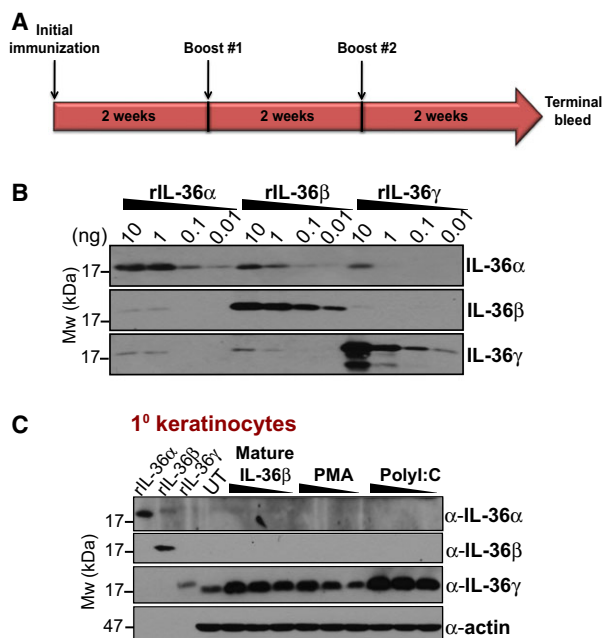 A
Initial
immunization
Boost #1
Boost #2
2 weeks
2 weeks
2 weeks
Terminal
bleed
B
rIL-36α
rIL-36β
rIL-36γ
(ng)
10 1 0.1 0.01 10 1 0.1 0.01 10 1 0.1 0.01
Mw (kDa)
17
IL-36α
17
IL-36β
17
IL-36γ
C
1⁰ keratinocytes
rIL-36α
rIL-36β
rIL-36γ
UT
Mature
IL-36β
PMA
PolyI:C
Mw (kDa)
17
α-IL-36α
17
α-IL-36β
17
α-IL-36γ
47
α-actin